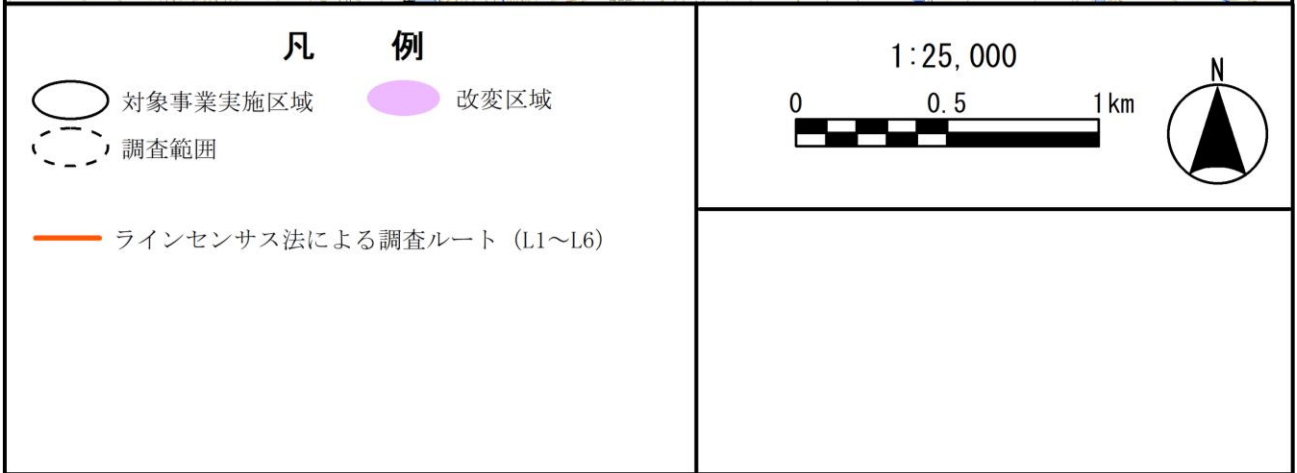 凡 例
対象事業実施区域 改変区域
調査範囲
ラインセンサス法による調査ルート (L1～L6)
1:25,000
0 0.5 1km
N